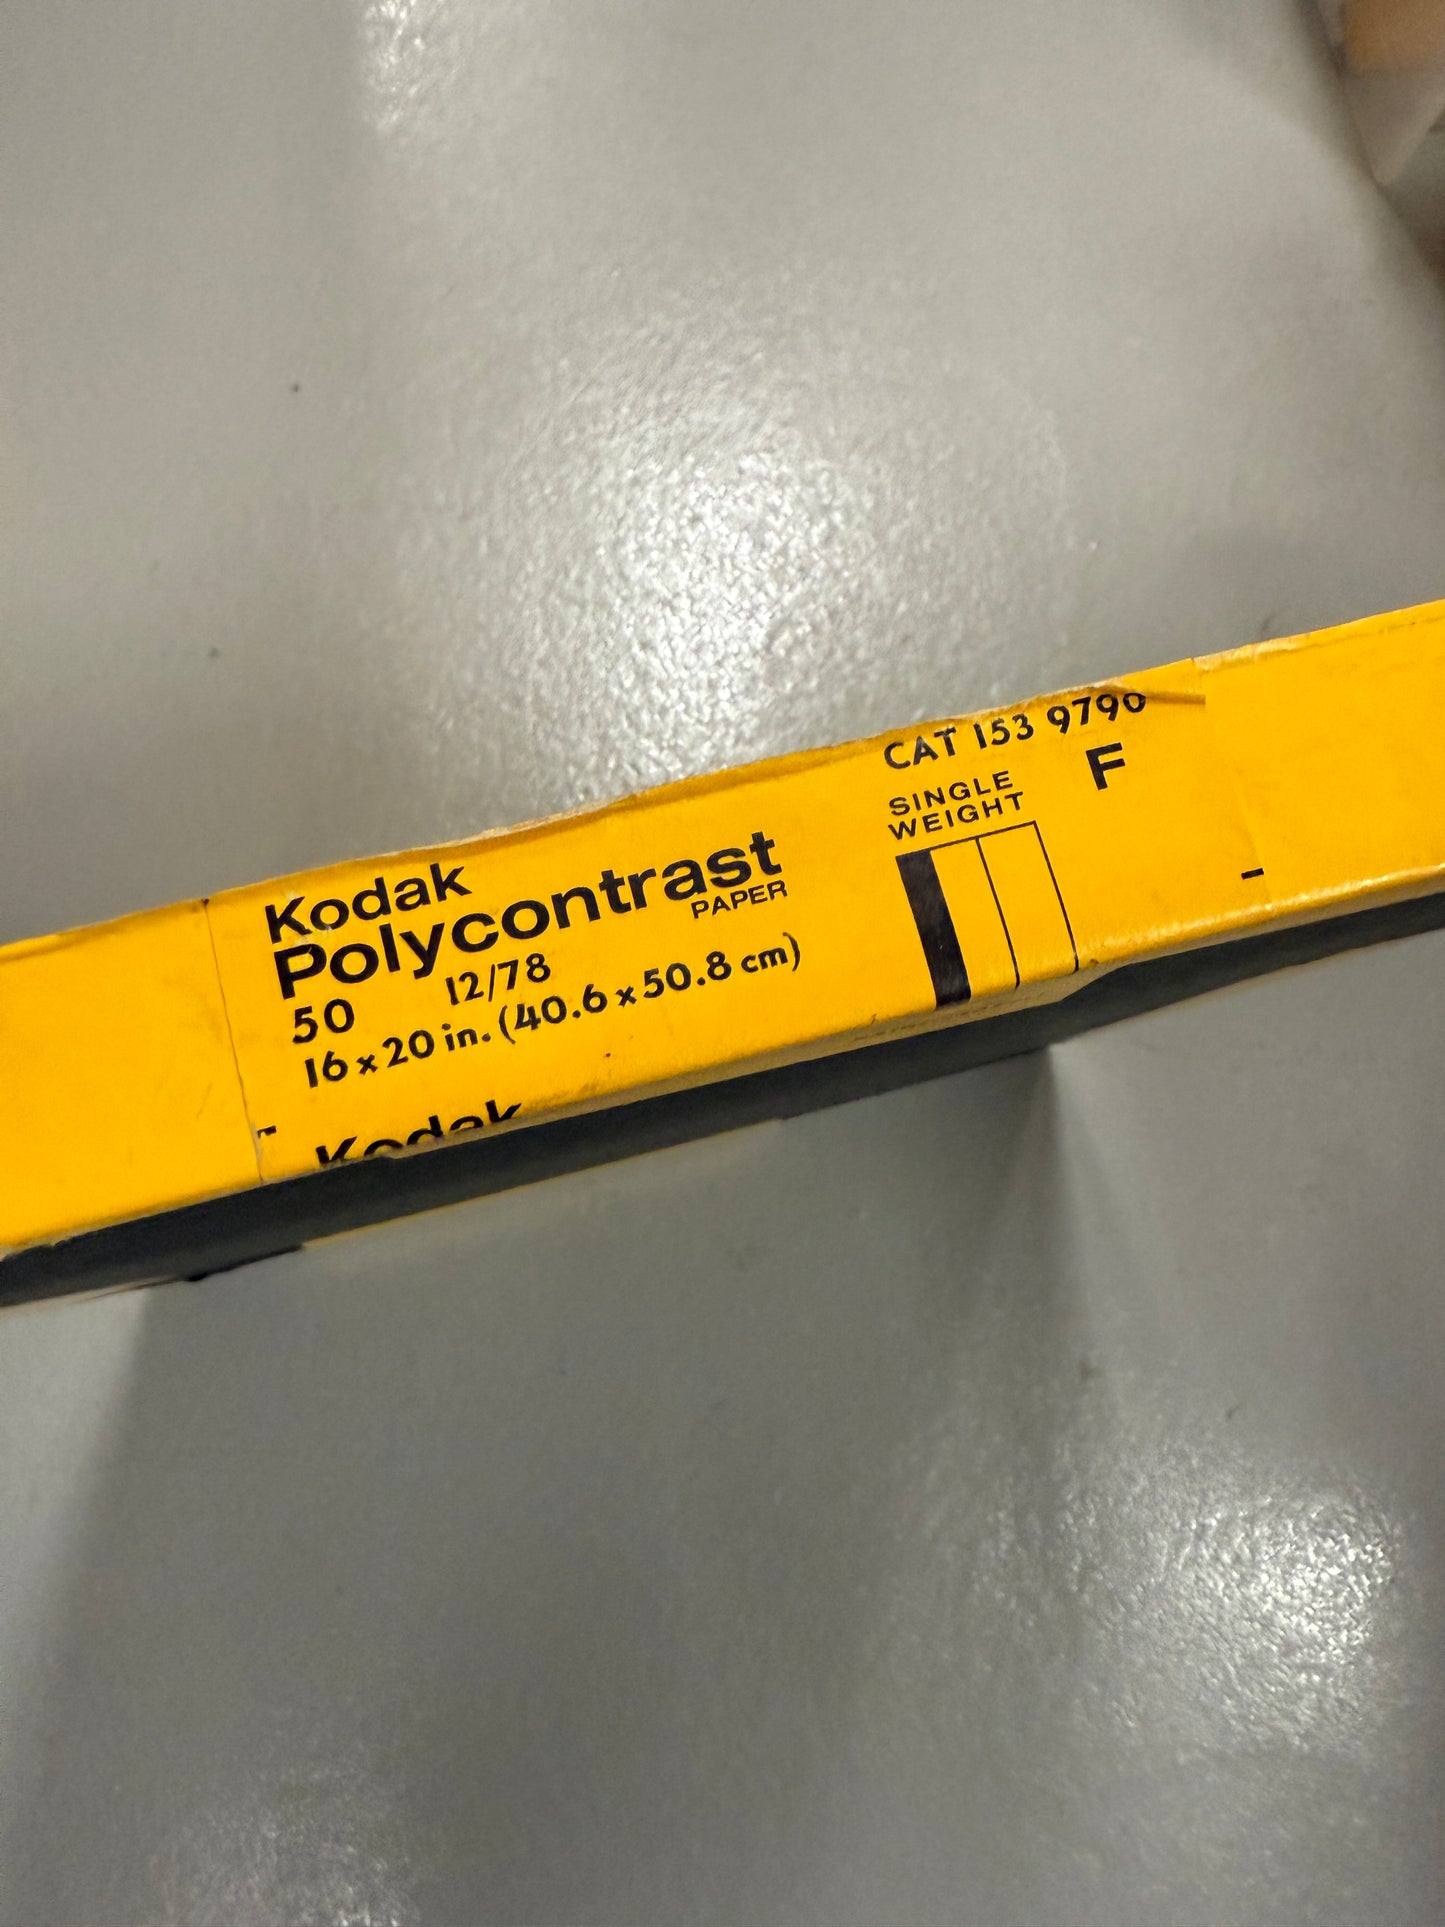 Kodak
Polycontrast
PAPER
50 12/78
16 x 20 in. (40.6 x 50.8 cm)
CAT 153 9790
SINGLE
WEIGHT
F
Kodak